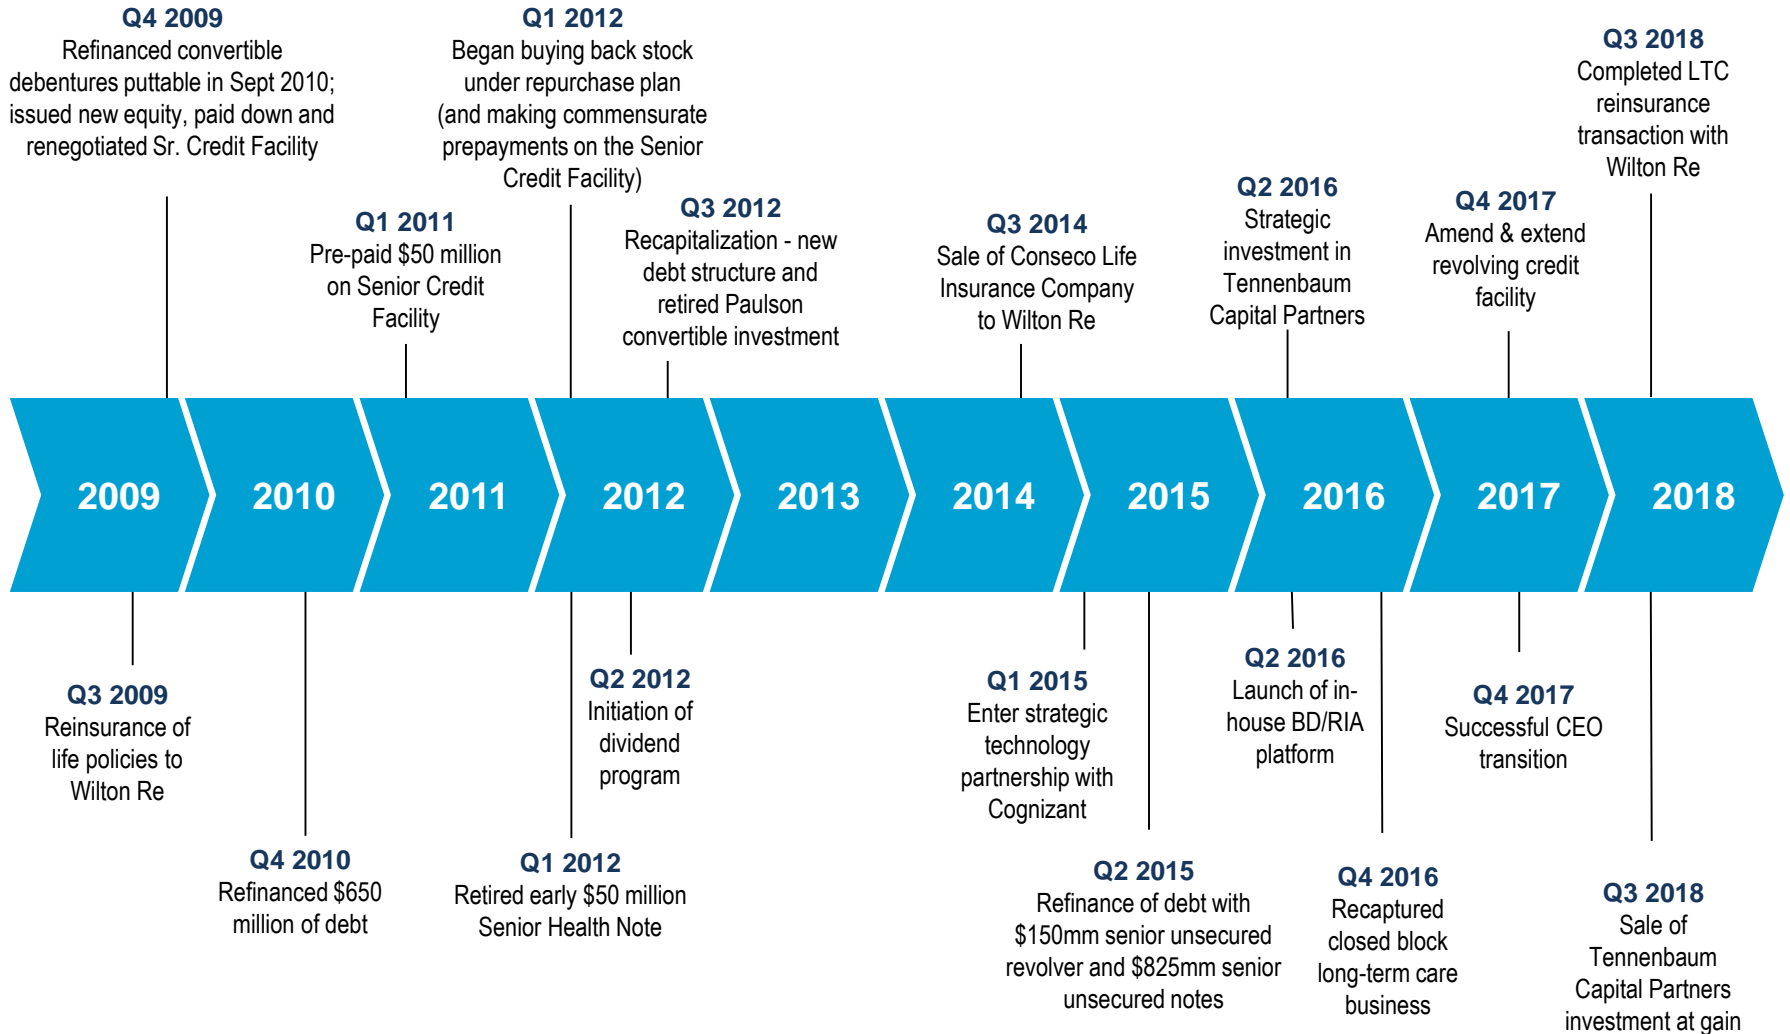 Q4 2009
Refinanced convertible
debentures puttable in Sept 2010;
issued new equity, paid down and
renegotiated Sr. Credit Facility
Q1 2011
Pre-paid $50 million
on Senior Credit
Facility
Q1 2012
Began buying back stock
under repurchase plan
(and making commensurate
prepayments on the Senior
Credit Facility)
Q3 2012
Recapitalization - new
debt structure and
retired Paulson
convertible investment
Q3 2014
Sale of Conseco Life
Insurance Company
to Wilton Re
Q2 2016
Strategic
investment in
Tennenbaum
Capital Partners
Q4 2017
Amend & extend
revolving credit
facility
Q3 2018
Completed LTC
reinsurance
transaction with
Wilton Re
2009
2010
2011
2012
2013
2014
2015
2016
2017
2018
Q3 2009
Reinsurance of
life policies to
Wilton Re
Q4 2010
Refinanced $650
million of debt
Q1 2012
Retired early $50 million
Senior Health Note
Q2 2012
Initiation of
dividend
program
Q1 2015
Enter strategic
technology
partnership with
Cognizant
Q2 2015
Refinance of debt with
$150mm senior unsecured
revolver and $825mm senior
unsecured notes
Q2 2016
Launch of in-
house BD/RIA
platform
Q4 2016
Recaptured
closed block
long-term care
business
Q4 2017
Successful CEO
transition
Q3 2018
Sale of
Tennenbaum
Capital Partners
investment at gain